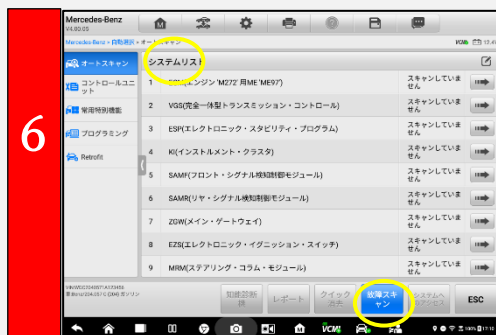 6
Mercedes-Benz
V4.80.05
Mercedes-Benz > 自動選択 > オートスキャン
VCMI
オートスキャン
システムリスト
コントロールユニ
ット
常用特別機能
プログラミング
Retrofit
1 ECM(エンジン 'M272' 用ME 'ME97') スキャンしていま
せん
2 VGS(完全一体型トランスミッション・コントロール) スキャンしていま
せん
3 ESP(エレクトロニック・スタビリティ・プログラム) スキャンしていま
せん
4 KI(インストルメント・クラスタ) スキャンしていま
せん
5 SAMF(フロント・シグナル検知制御モジュール) スキャンしていま
せん
6 SAMR(リヤ・シグナル検知制御モジュール) スキャンしていま
せん
7 ZGW(メイン・ゲートウェイ) スキャンしていま
せん
8 EZS(エレクトロニック・イグニッション・スイッチ) スキャンしていま
せん
9 MRM(ステアリング・コラム・モジュール) スキャンしていま
せん
レポート
クイック
消去
故障スキ
ャン
ESC
VCMI
100%